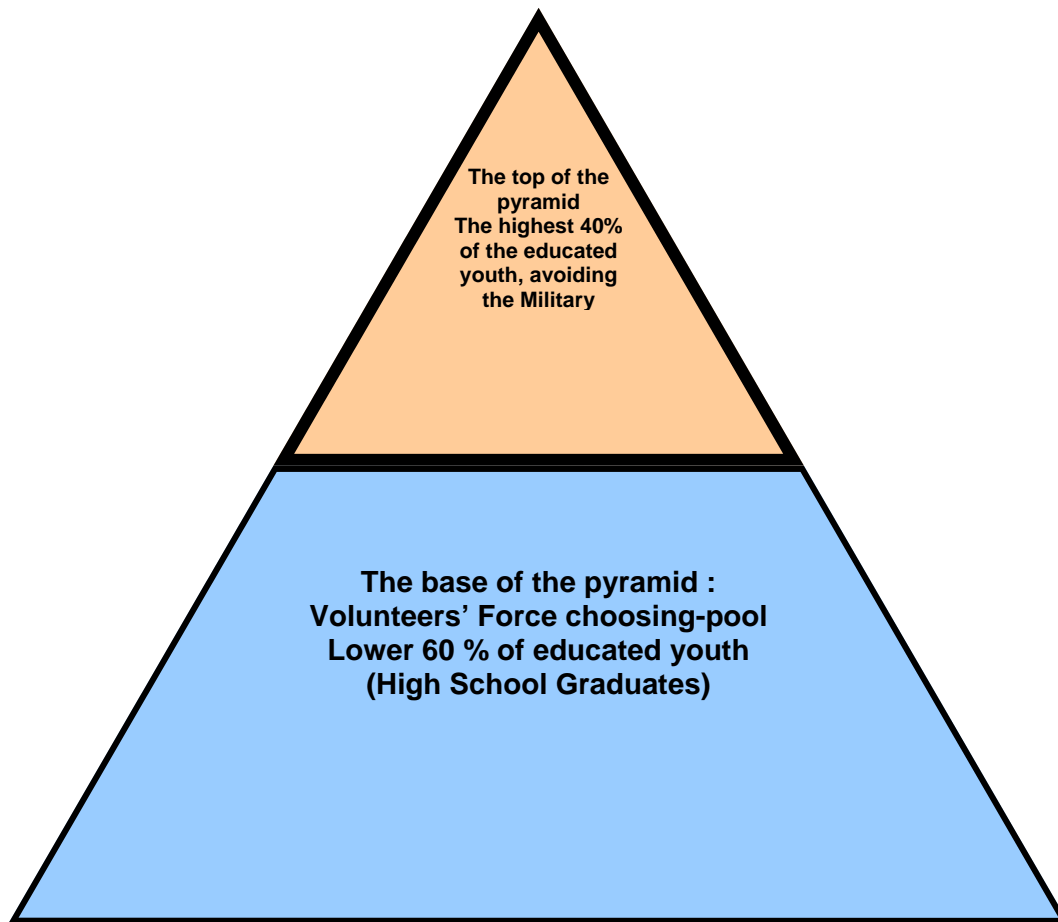 The top of the
pyramid
The highest 40%
of the educated
youth, avoiding
the Military
The base of the pyramid :
Volunteers’ Force choosing-pool
Lower 60 % of educated youth
(High School Graduates)